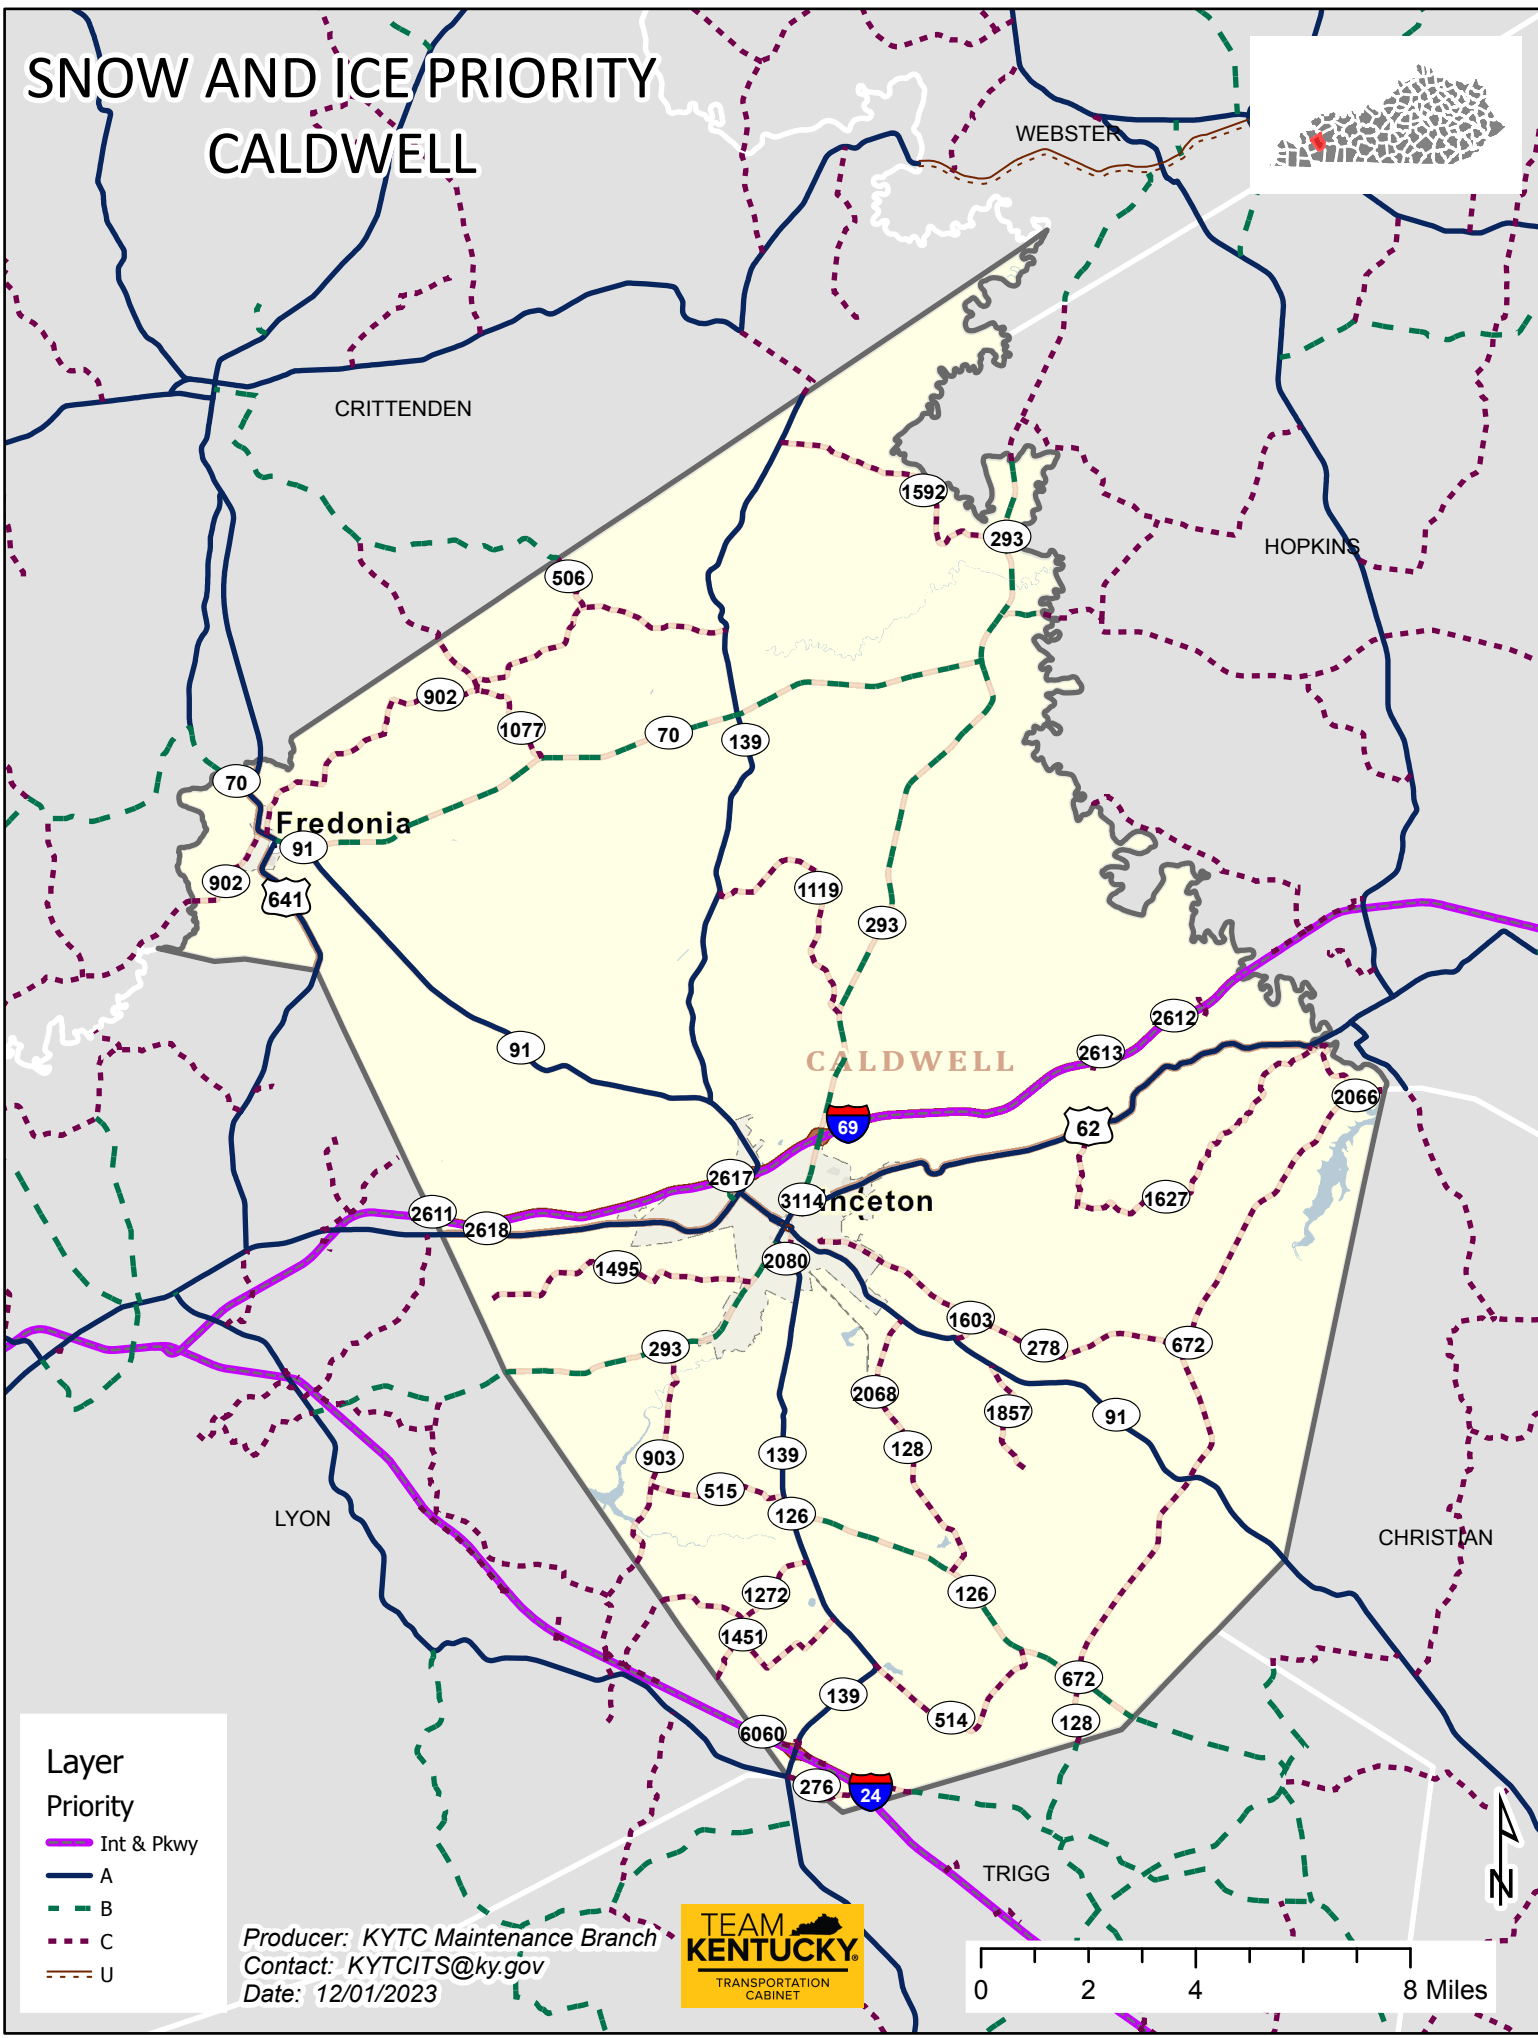 SNOW AND ICE PRIORITY
CALDWELL
WEBSTER
CRITTENDEN
1592
293
HOPKINS
506
902
1077
70
139
70
Fredonia
91
902
641
1119
293
2612
91
2613
CALDWELL
2066
69
62
2617
3114
nceton
1627
2611
2618
2080
1495
1603
278
672
293
2068
1857
91
128
903
139
515
126
LYON
CHRISTIAN
1272
126
1451
672
139
514
128
6060
276
24
TRIGG
Layer
Priority
Int & Pkwy
A
B
C
U
Producer: KYTC Maintenance Branch
Contact: KYTCITS@ky.gov
Date: 12/01/2023
TEAM
KENTUCKY®
TRANSPORTATION
CABINET
0 2 4 8 Miles
N